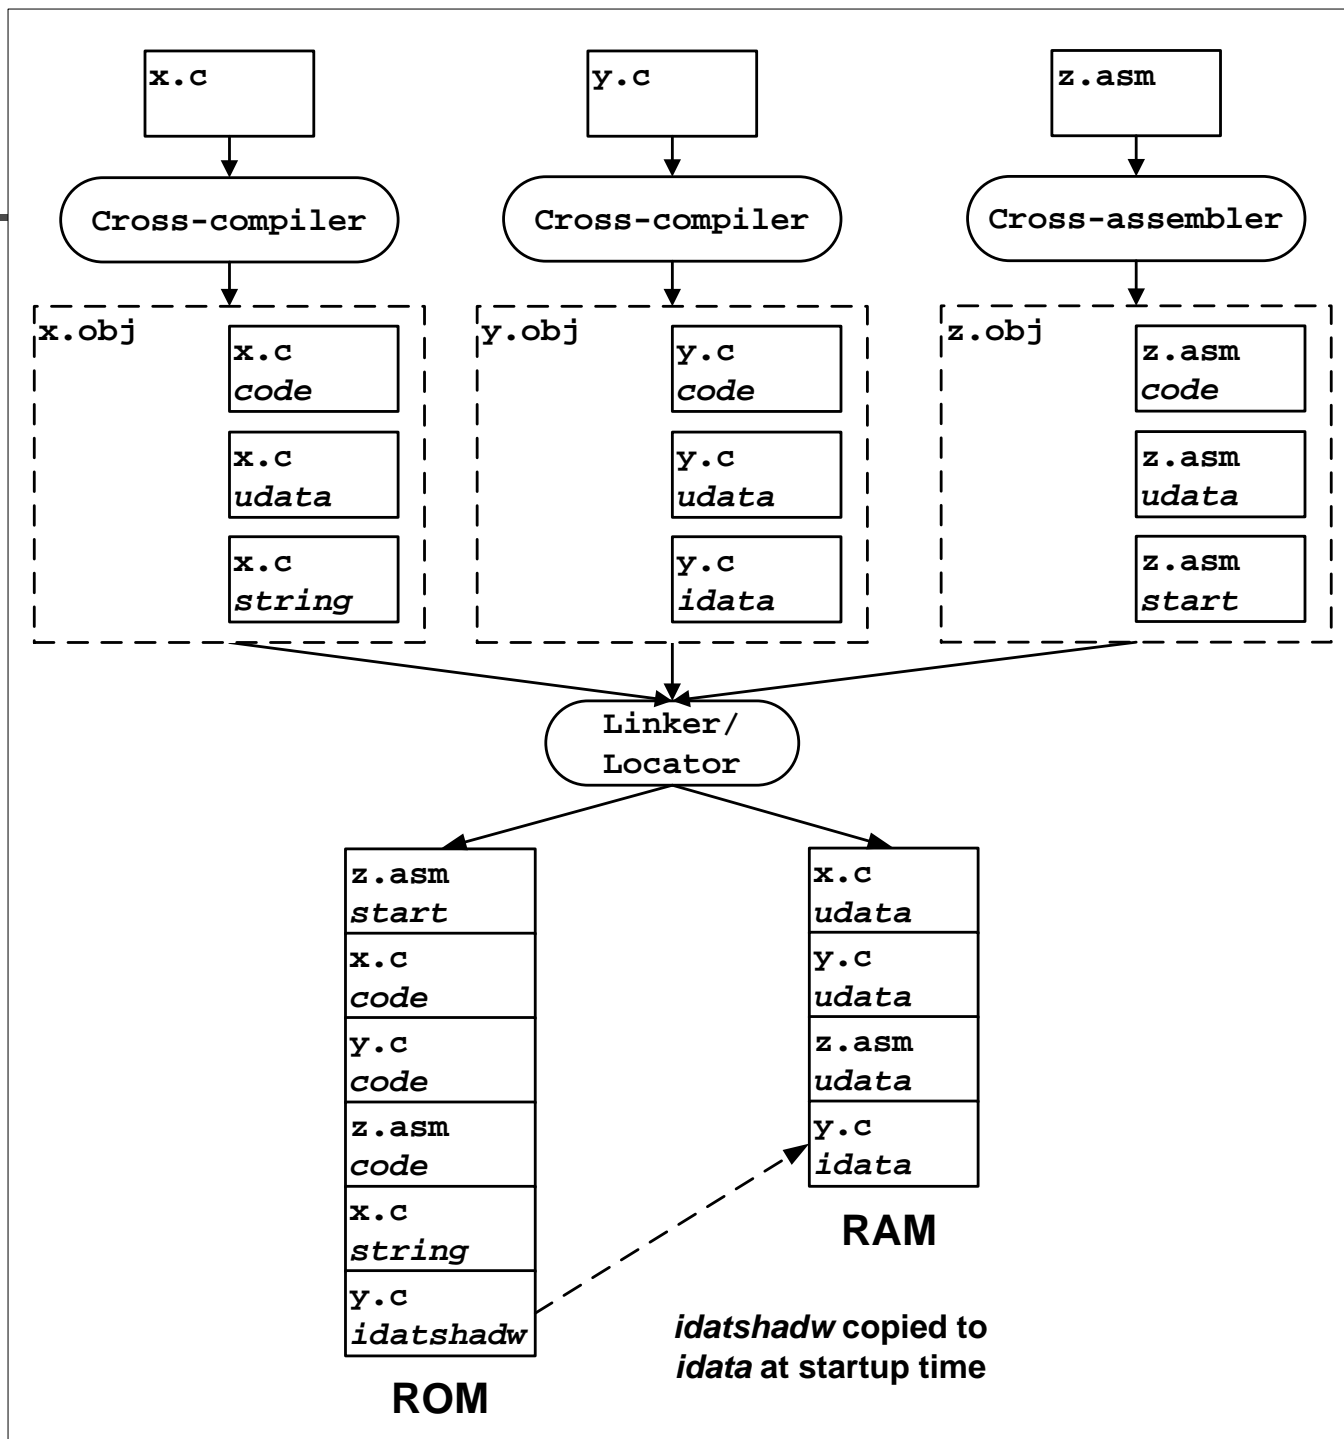 x.c
y.c
z.asm
Cross-compiler
Cross-compiler
Cross-assembler
x.obj
x.c
code
x.c
udata
x.c
string
y.obj
y.c
code
y.c
udata
y.c
idata
z.obj
z.asm
code
z.asm
udata
z.asm
start
Linker/
Locator
z.asm
start
x.c
code
y.c
code
z.asm
code
x.c
string
y.c
idatshadw
ROM
x.c
udata
y.c
udata
z.asm
udata
y.c
idata
RAM
idatshadw copied to
idata at startup time